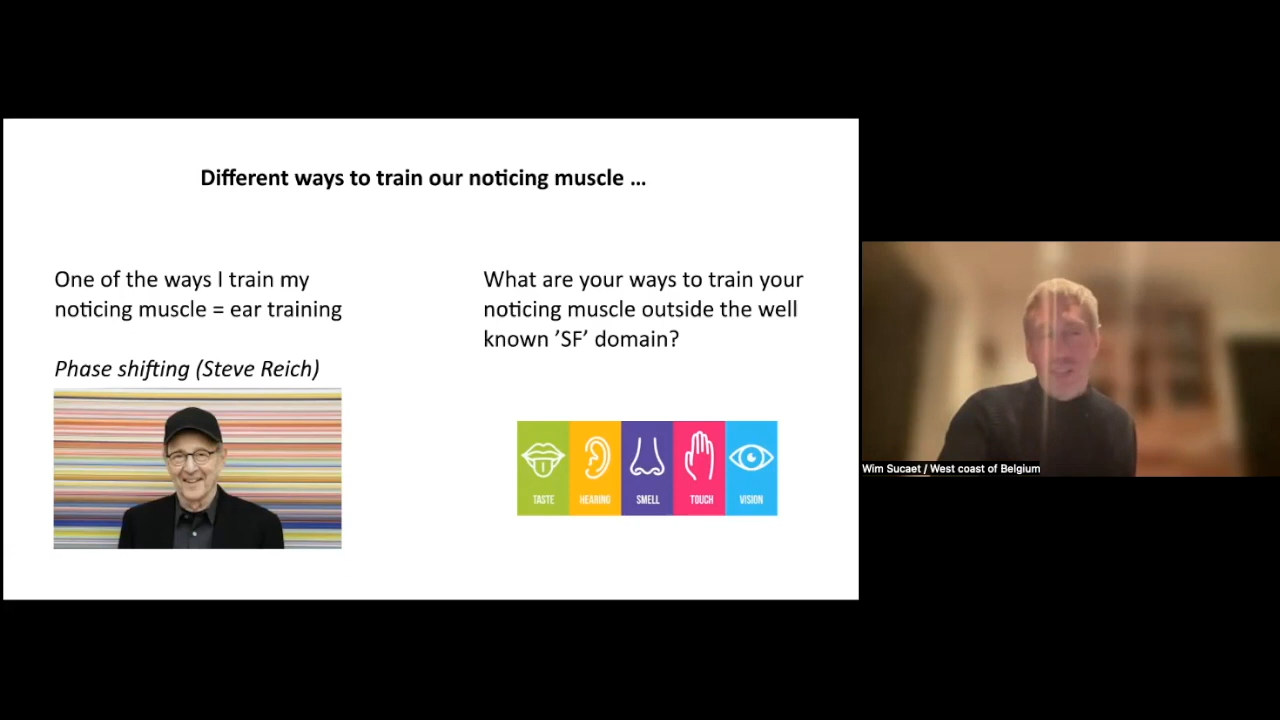 Different ways to train our noticing muscle ...
One of the ways I train my
noticing muscle = ear training
Phase shifting (Steve Reich)
What are your ways to train your
noticing muscle outside the well
known ’SF’ domain?
TASTE HEARING SMELL TOUCH VISION
Wim Sucaet / West coast of Belgium